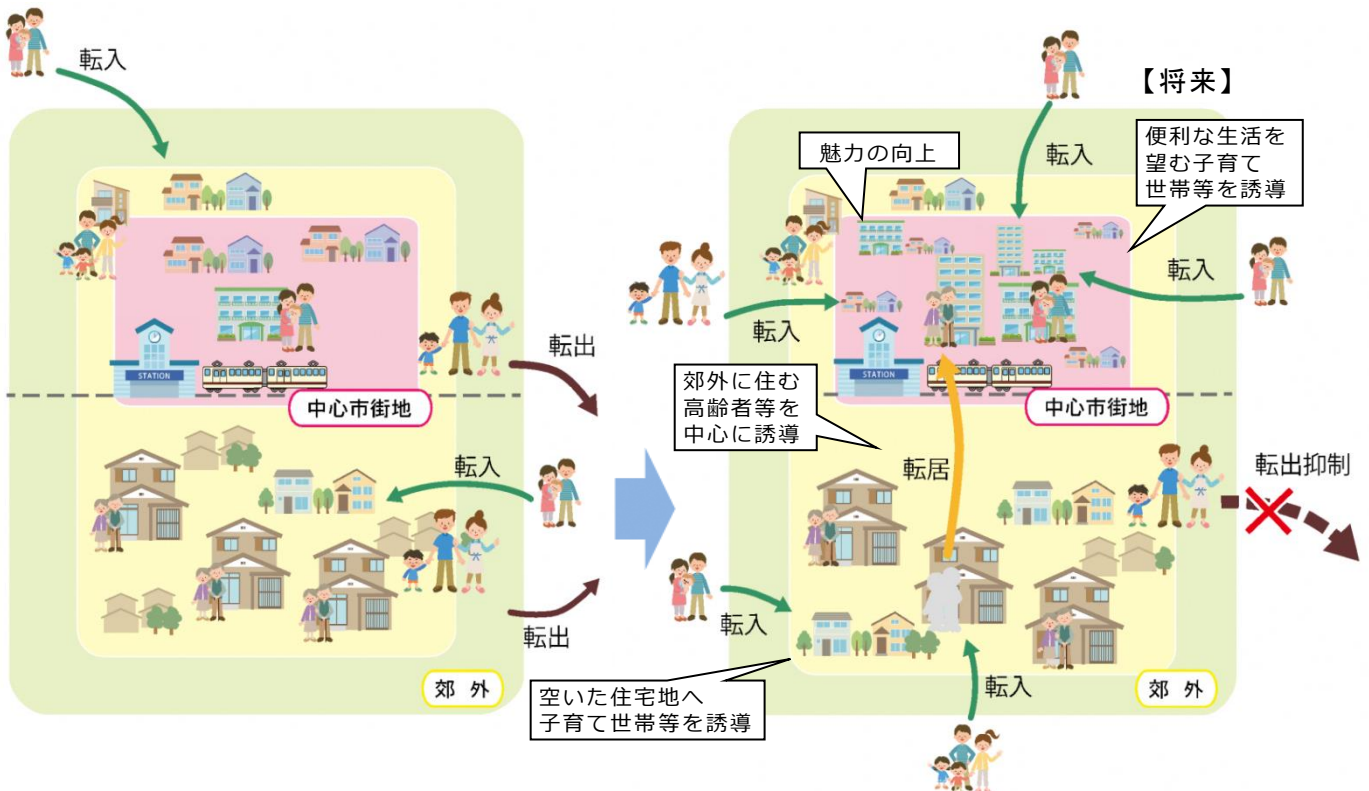 転入
STATION
中心市街地
転出
転入
転出
郊 外
【将来】
転入
魅力の向上
便利な生活を
望む子育て
世帯等を誘導
転入
転入
STATION
中心市街地
郊外に住む
高齢者等を
中心に誘導
転居
転出抑制
転入
転入
郊 外
空いた住宅地へ
子育て世帯等を誘導